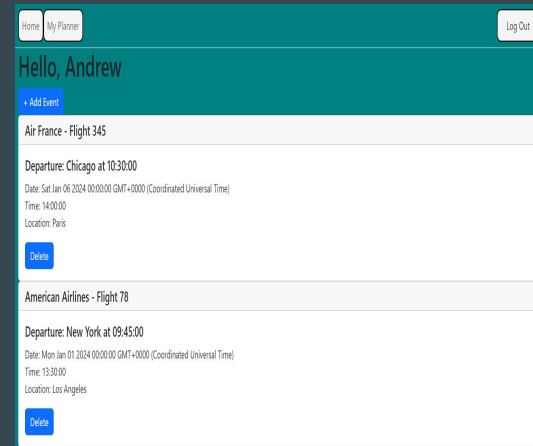 Home My Planner Log Out
Hello, Andrew
+ Add Event
Air France - Flight 345
Departure: Chicago at 10:30:00
Date: Sat Jan 06 2024 00:00:00 GMT+0000 (Coordinated Universal Time)
Time: 14:00:00
Location: Paris
Delete
American Airlines - Flight 78
Departure: New York at 09:45:00
Date: Mon Jan 01 2024 00:00:00 GMT+0000 (Coordinated Universal Time)
Time: 13:30:00
Location: Los Angeles
Delete